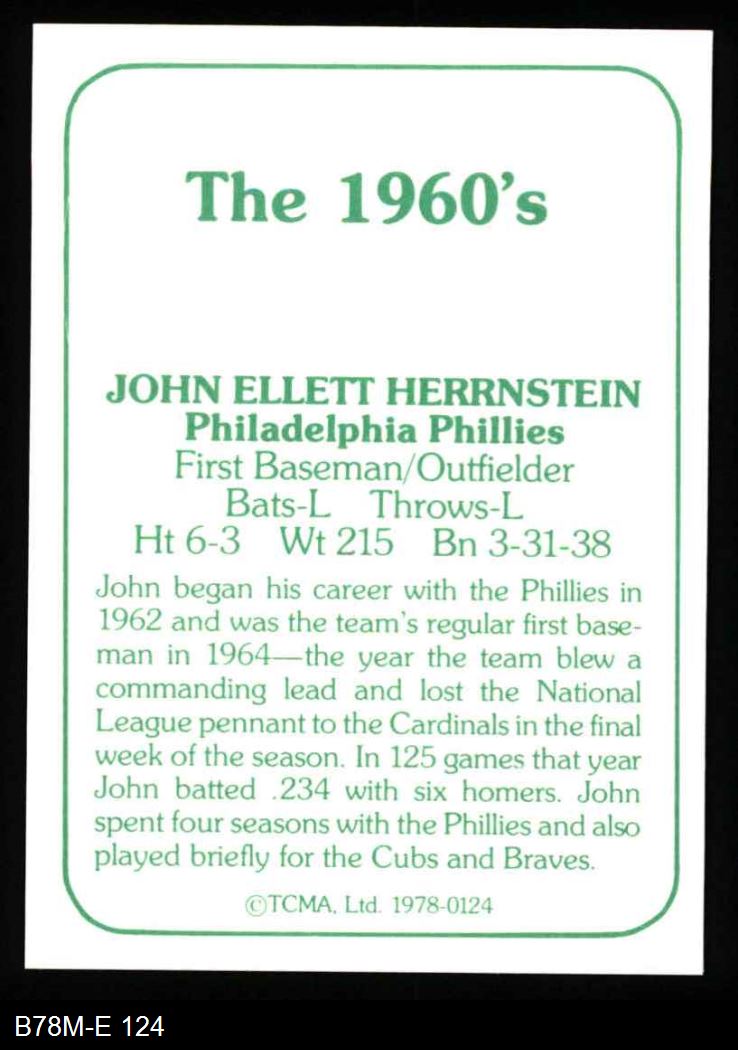 The 1960's
JOHN ELLETT HERRNSTEIN
Philadelphia Phillies
First Baseman/Outfielder
Bats-L Throws-L
Ht 6-3 Wt 215 Bn 3-31-38
John began his career with the Phillies in
1962 and was the team's regular first base-
man in 1964—the year the team blew a
commanding lead and lost the National
League pennant to the Cardinals in the final
week of the season. In 125 games that year
John batted .234 with six homers. John
spent four seasons with the Phillies and also
played briefly for the Cubs and Braves.
©TCMA, Ltd. 1978-0124
B78M-E 124